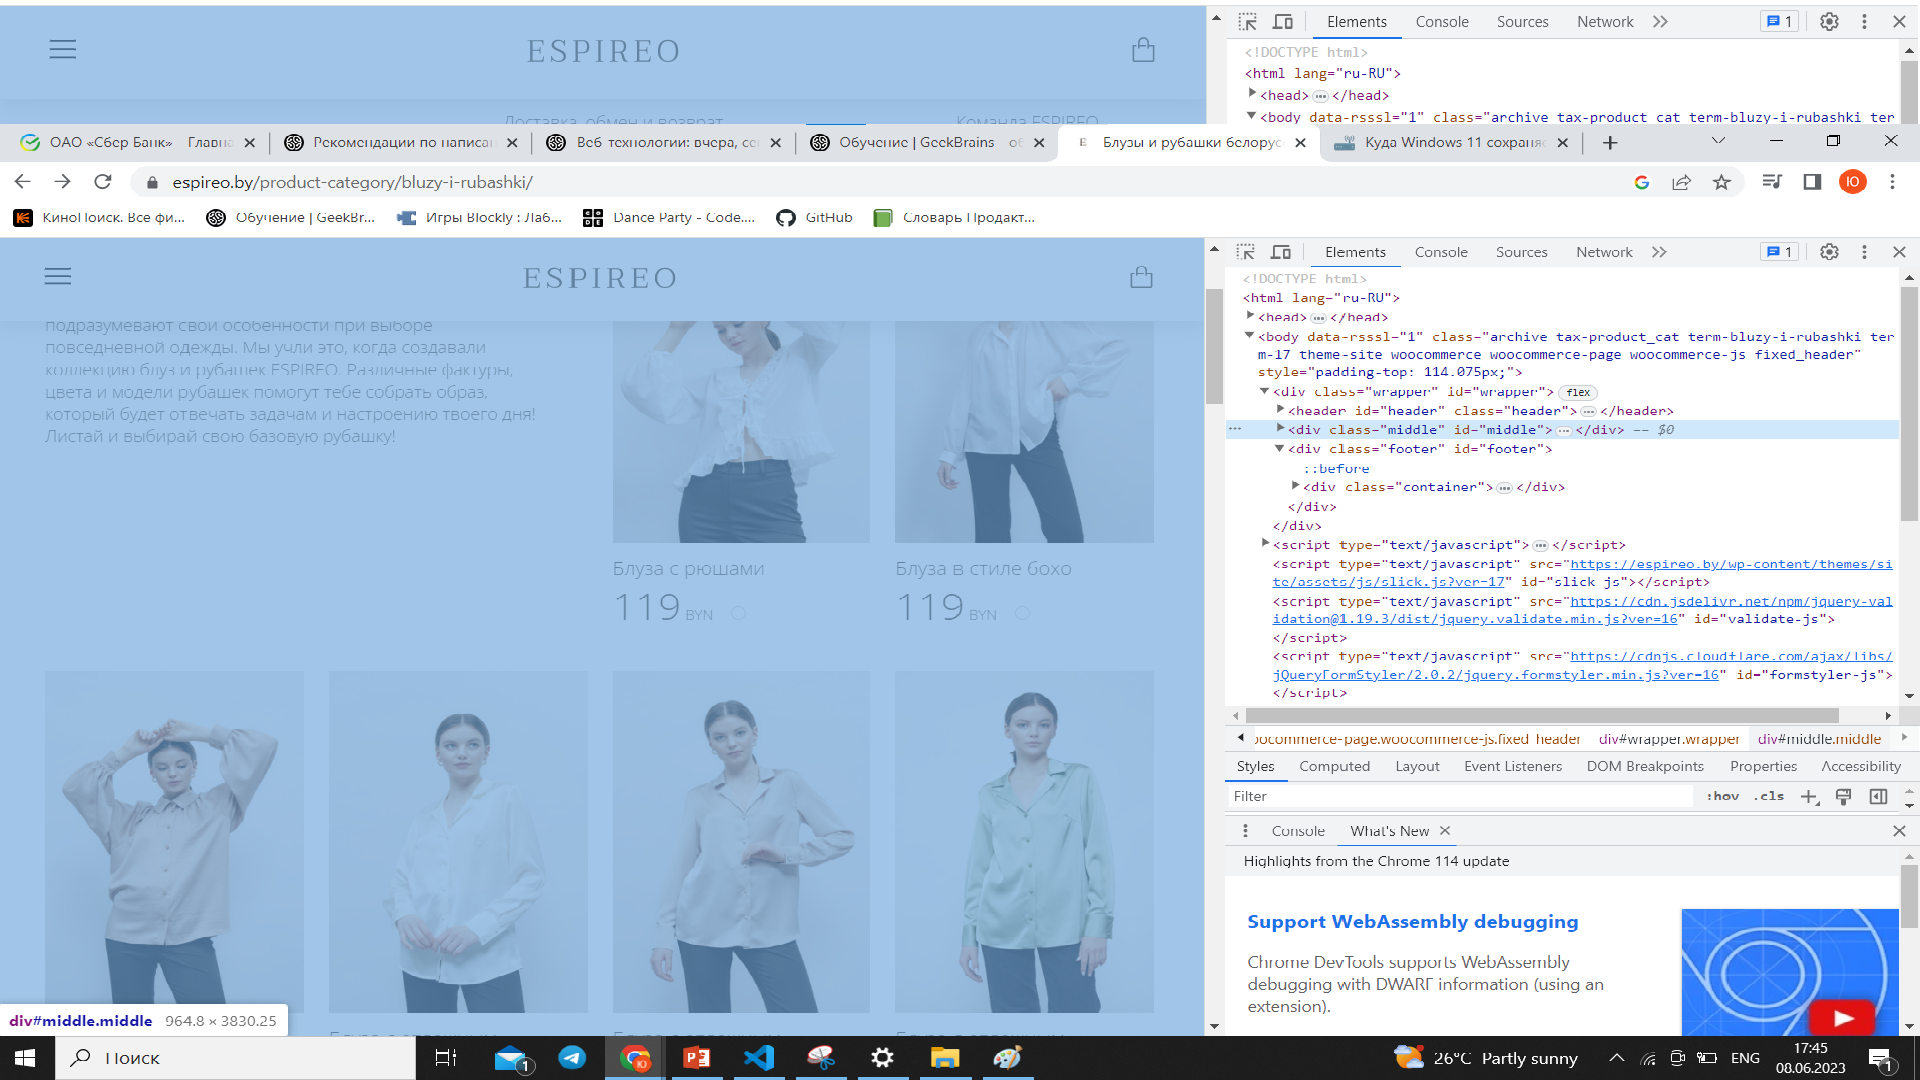 ESPIREO
Elements Console Sources Network 1
<!DOCTYPE html>
<html lang="ru-RU">
<head> </head>
<body data-rsssl="1" class="archive tax-product_cat term-bluzy-i-rubashki ter
Доставка, обмен и возврат
Команда ESPIREO
ОАО «Сбер Банк»
Рекомендации по написан
Веб технологии: вчера, се
Обучение | GeekBrains
Блузы и рубашки белорус
Куда Windows 11 сохраня
espireo.by/product-category/bluzy-i-rubashki/
Ю
КиноПоиск. Все фи...
Обучение | GeekBr...
Игры Blockly : Лаб...
Dance Party - Code....
GitHub
Словарь Продакт...
ESPIREO
подразумевают свои особенности при выборе
повседневной одежды. Мы учли это, когда создавали
коллекцию блуз и рубашек ESPIREO. Различные фактуры,
цвета и модели рубашек помогут тебе собрать образ,
который будет отвечать задачам и настроению твоего дня!
Листай и выбирай свою базовую рубашку!
Блуза с рюшами
119 BYN
Блуза в стиле бохо
119 BYN
div#middle.middle 964.8 × 3830.25
Elements Console Sources Network 1
<!DOCTYPE html>
<html lang="ru-RU">
<head> </head>
<body data-rsssl="1" class="archive tax-product_cat term-bluzy-i-rubashki ter
m-17 theme-site woocommerce woocommerce-page woocommerce-js fixed_header"
style="padding-top: 114.075px;">
<div class="wrapper" id="wrapper"> flex
<header id="header" class="header"> </header>
<div class="middle" id="middle"> </div> == $0
<div class="footer" id="footer">
::before
<div class="container"> </div>
</div>
</div>
<script type="text/javascript"> </script>
<script type="text/javascript" src="https://espireo.by/wp-content/themes/si
te/assets/js/slick.js?ver=17" id="slick-js"></script>
<script type="text/javascript" src="https://cdn.jsdelivr.net/npm/jquery-val
idation@1.19.3/dist/jquery.validate.min.js?ver=16" id="validate-js">
</script>
<script type="text/javascript" src="https://cdnjs.cloudflare.com/ajax/libs/
jQueryFormStyler/2.0.2/jquery.formstyler.min.js?ver=16" id="formstyler-js">
</script>
oocommerce-page.woocommerce-js.fixed_header div#wrapper.wrapper div#middle.middle
Styles Computed Layout Event Listeners DOM Breakpoints Properties Accessibility
Filter :hov .cls
Console What's New
Highlights from the Chrome 114 update
Support WebAssembly debugging
Chrome DevTools supports WebAssembly
debugging with DWARF information (using an
extension).
Поиск
1
26°C Partly sunny
ENG
17:45
08.06.2023
1